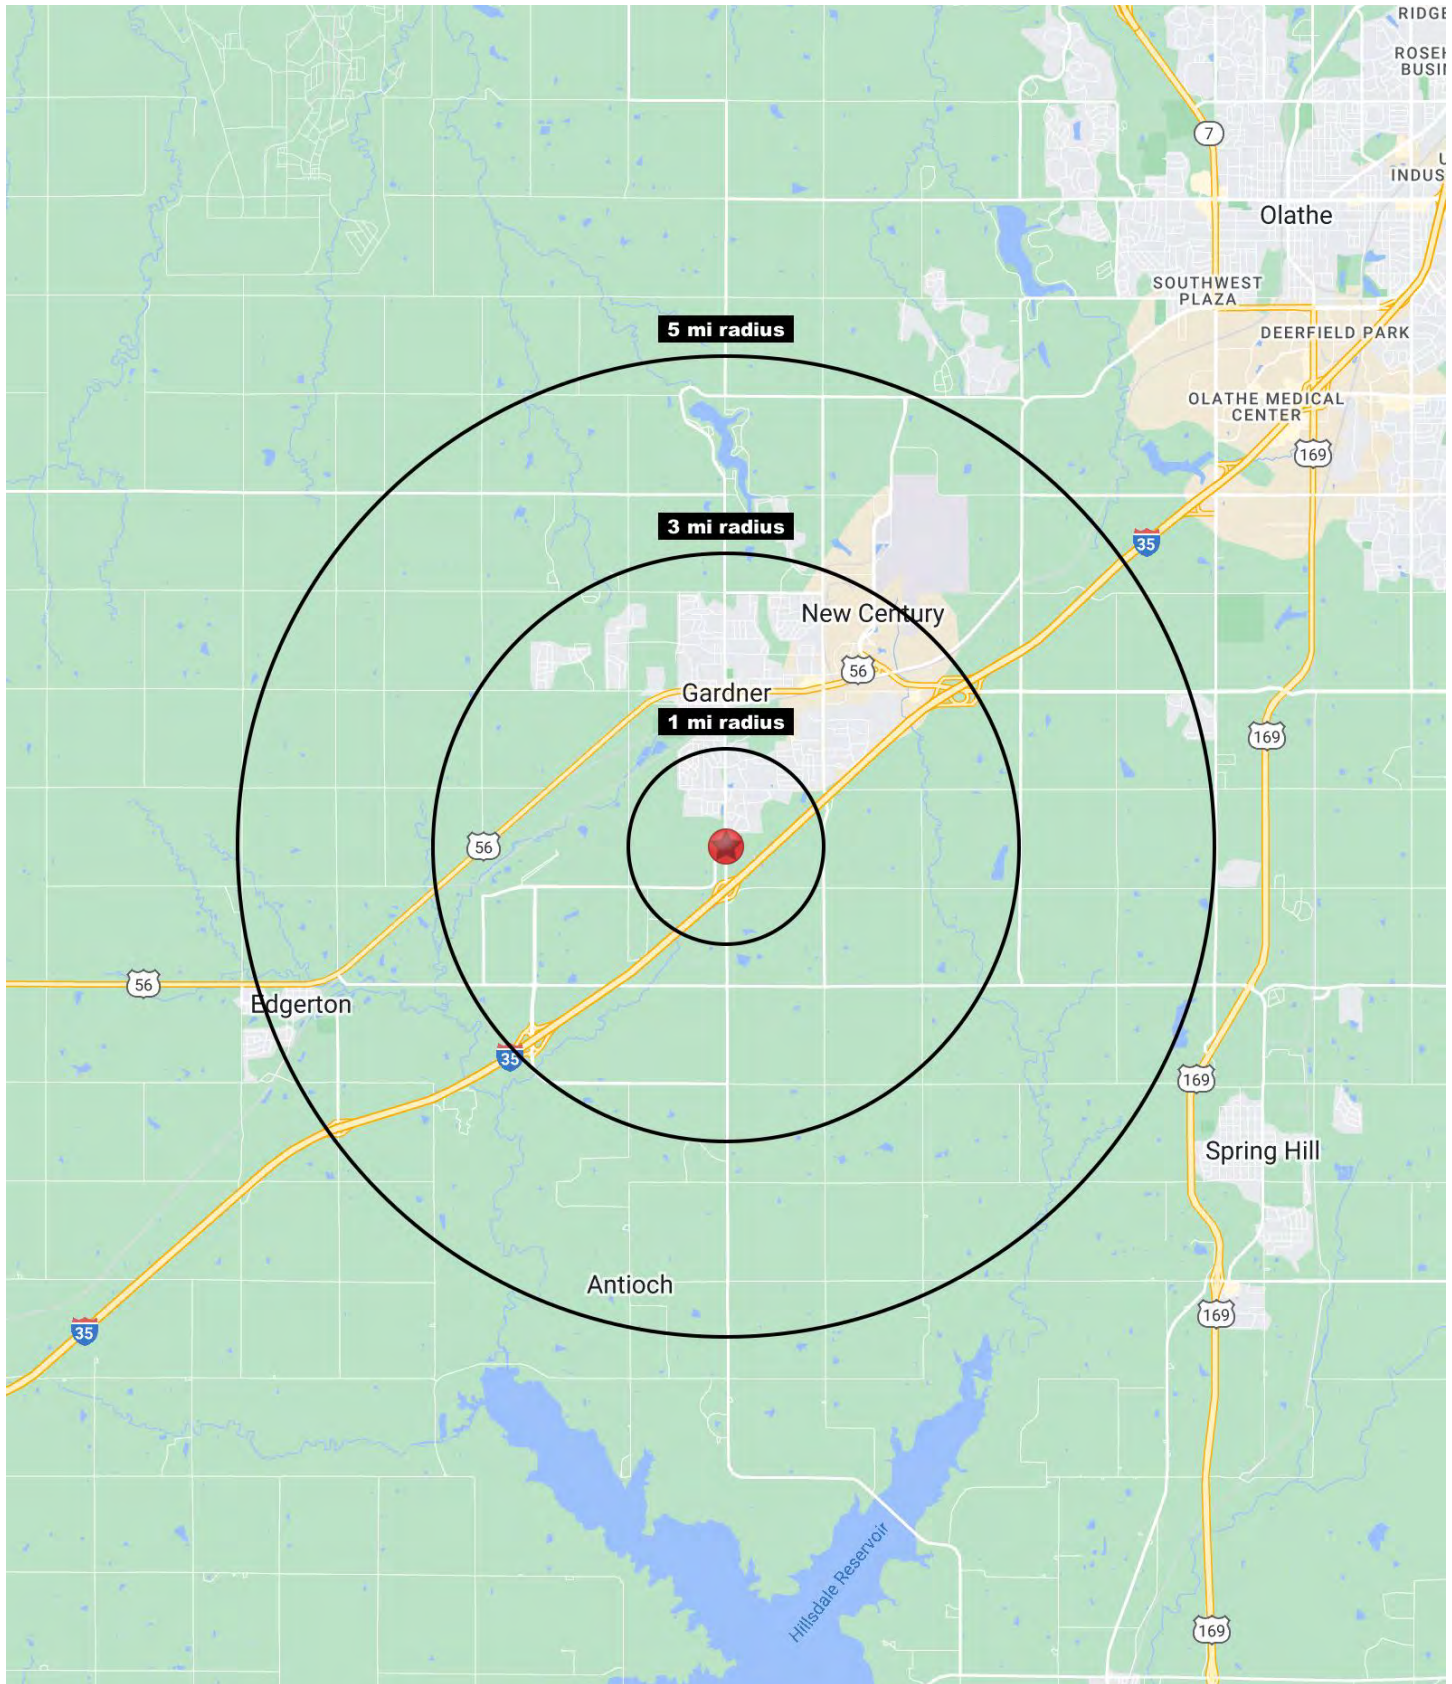 RIDGE
ROSEH
BUSIN
7
U
INDUS
Olathe
SOUTHWEST
PLAZA
5 mi radius
DEERFIELD PARK
OLATHE MEDICAL
CENTER
169
3 mi radius
35
New Century
56
Gardner
1 mi radius
169
56
56
Edgerton
35
169
Spring Hill
Antioch
35
169
Hillsdale Reservoir
169